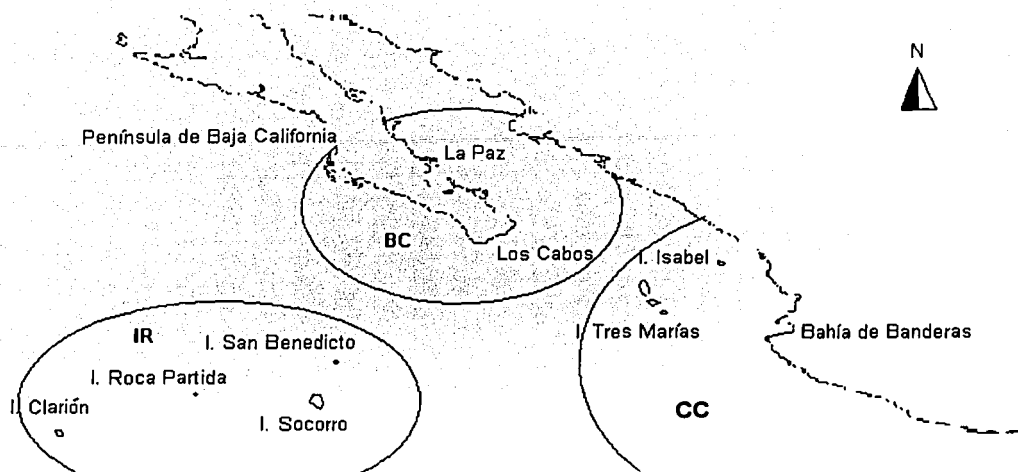 N
Península de Baja California
La Paz
BC
Los Cabos
I. Isabel
I. Tres Marías
Bahía de Banderas
IR
I. San Benedicto
I. Roca Partida
I. Clarión
I. Socorro
CC